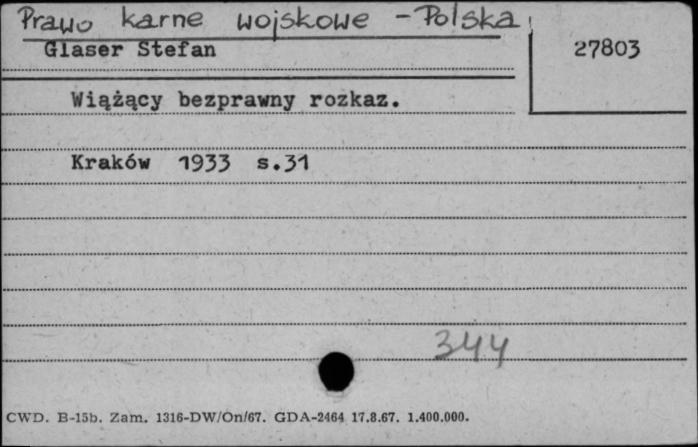 Prawo karne wojskowe - Polska
Glaser Stefan
27803
Wiążący bezprawny rozkaz.
Kraków 1933 s.31
344
CWD. B-15b. Zam. 1316-DW/On/67. GDA-2464 17.8.67. 1.400.000.